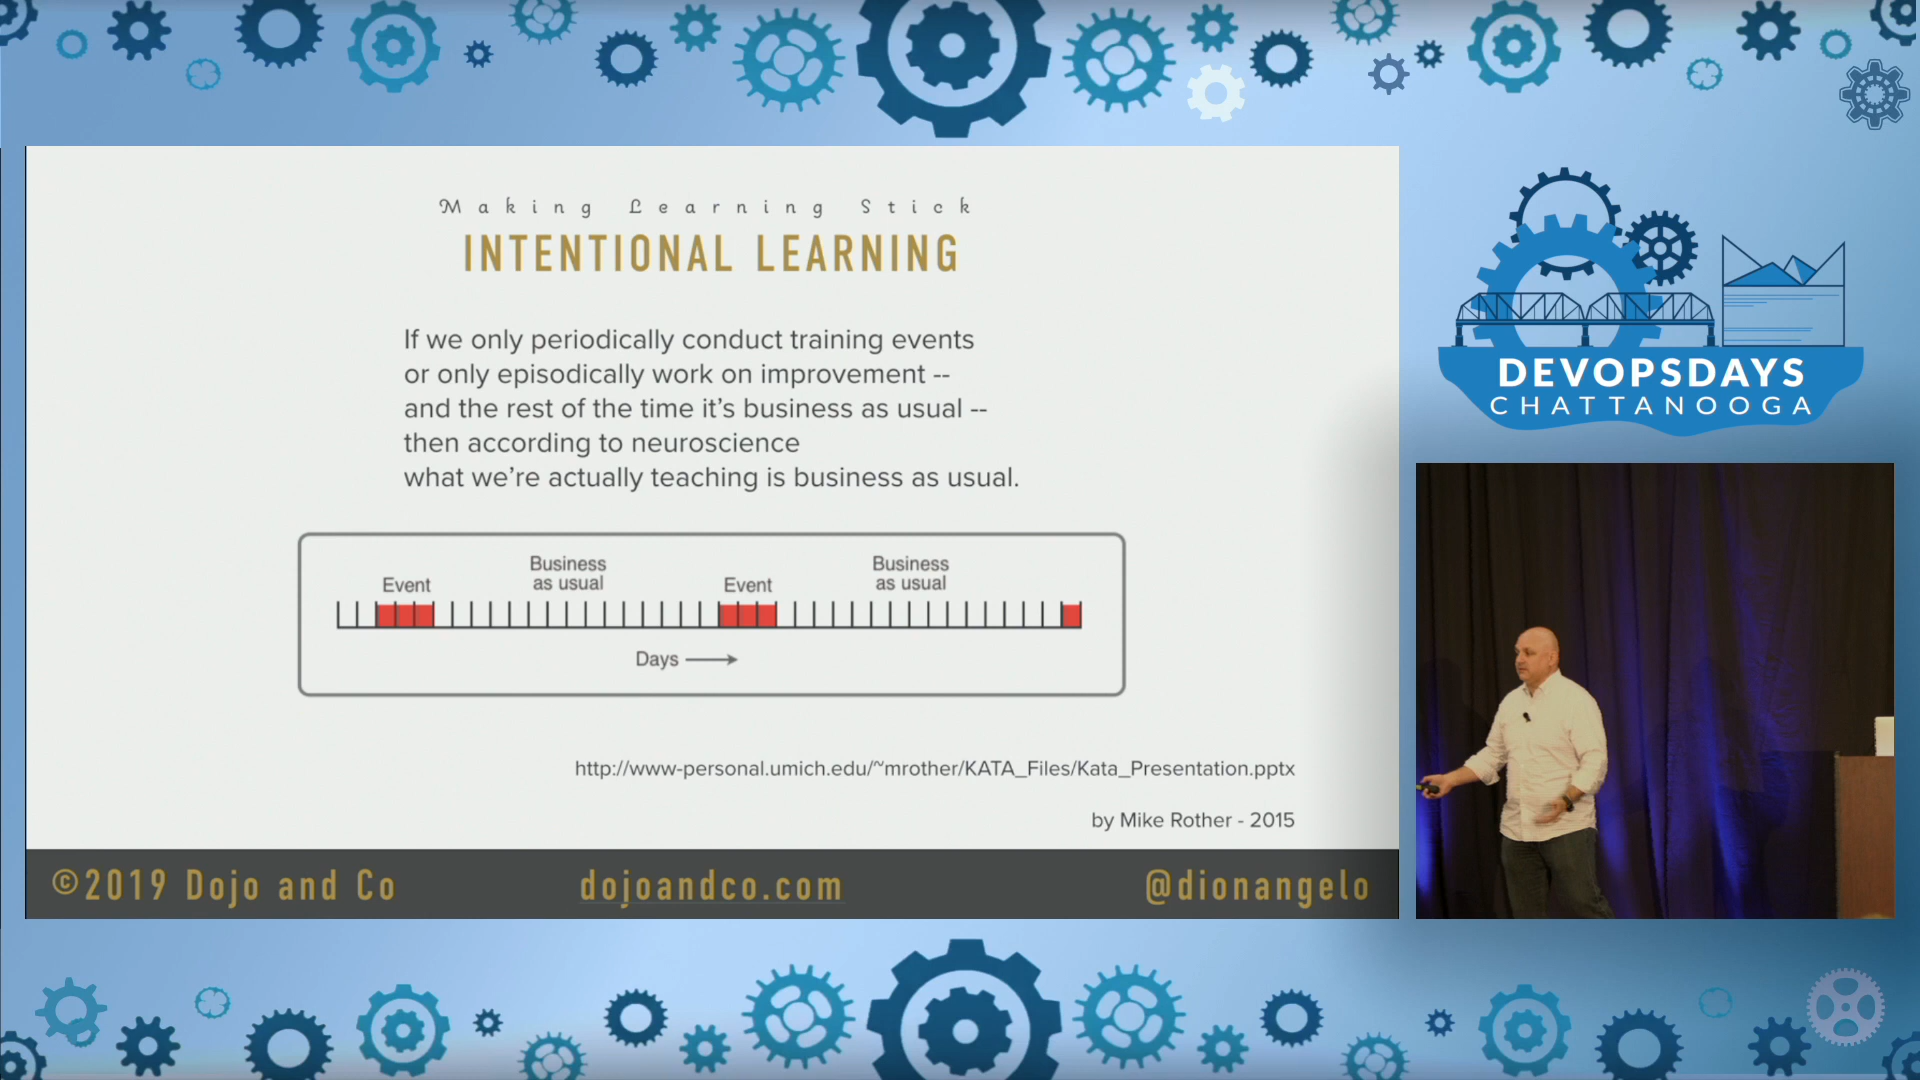 Making Learning Stick
INTENTIONAL LEARNING
If we only periodically conduct training events
or only episodically work on improvement --
and the rest of the time it's business as usual --
then according to neuroscience
what we're actually teaching is business as usual.
Event
Business
as usual
Event
Business
as usual
Days
http://www-personal.umich.edu/~mrother/KATA_Files/Kata_Presentation.pptx
by Mike Rother - 2015
©2019 Dojo and Co
dojoandco.com
@dionangelo
DEVOPSDAYS
CHATTANOOGA